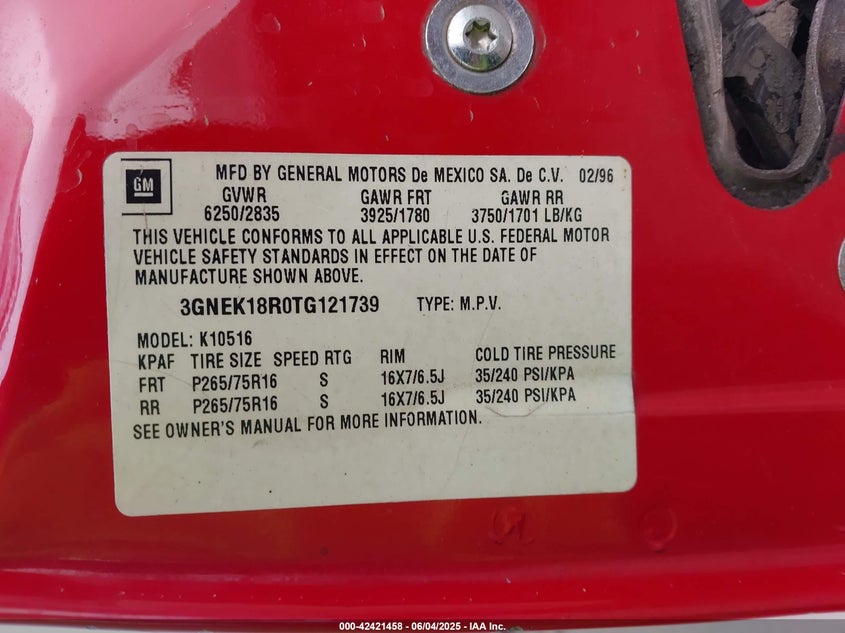 GM
MFD BY GENERAL MOTORS De MEXICO SA. De C.V. 02/96
GVWR GAWR FRT GAWR RR
6250/2835 3925/1780 3750/1701 LB/KG
THIS VEHICLE CONFORMS TO ALL APPLICABLE U.S. FEDERAL MOTOR
VEHICLE SAFETY STANDARDS IN EFFECT ON THE DATE OF
MANUFACTURE SHOWN ABOVE.
3GNEK18R0TG121739 TYPE: M.P.V.
MODEL: K10516
KPAF TIRE SIZE SPEED RTG RIM COLD TIRE PRESSURE
FRT P265/75R16 S 16X7/6.5J 35/240 PSI/KPA
RR P265/75R16 S 16X7/6.5J 35/240 PSI/KPA
SEE OWNER'S MANUAL FOR MORE INFORMATION.
000-42421458 - 06/04/2025 - IAA Inc.